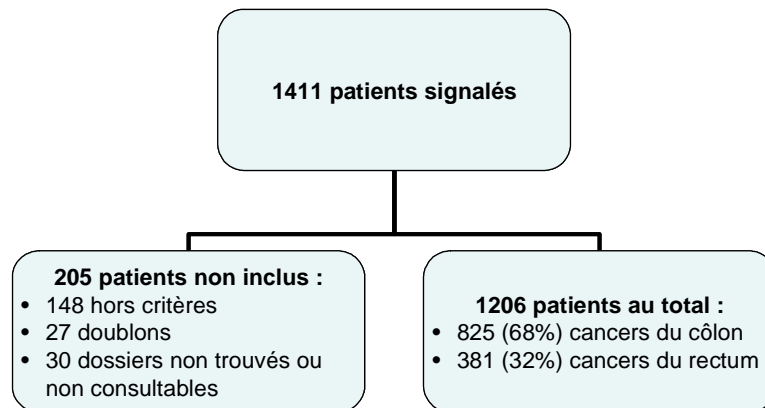 1411 patients signalés
205 patients non inclus :
• 148 hors critères
• 27 doublons
• 30 dossiers non trouvés ou
non consultables
1206 patients au total :
• 825 (68%) cancers du côlon
• 381 (32%) cancers du rectum